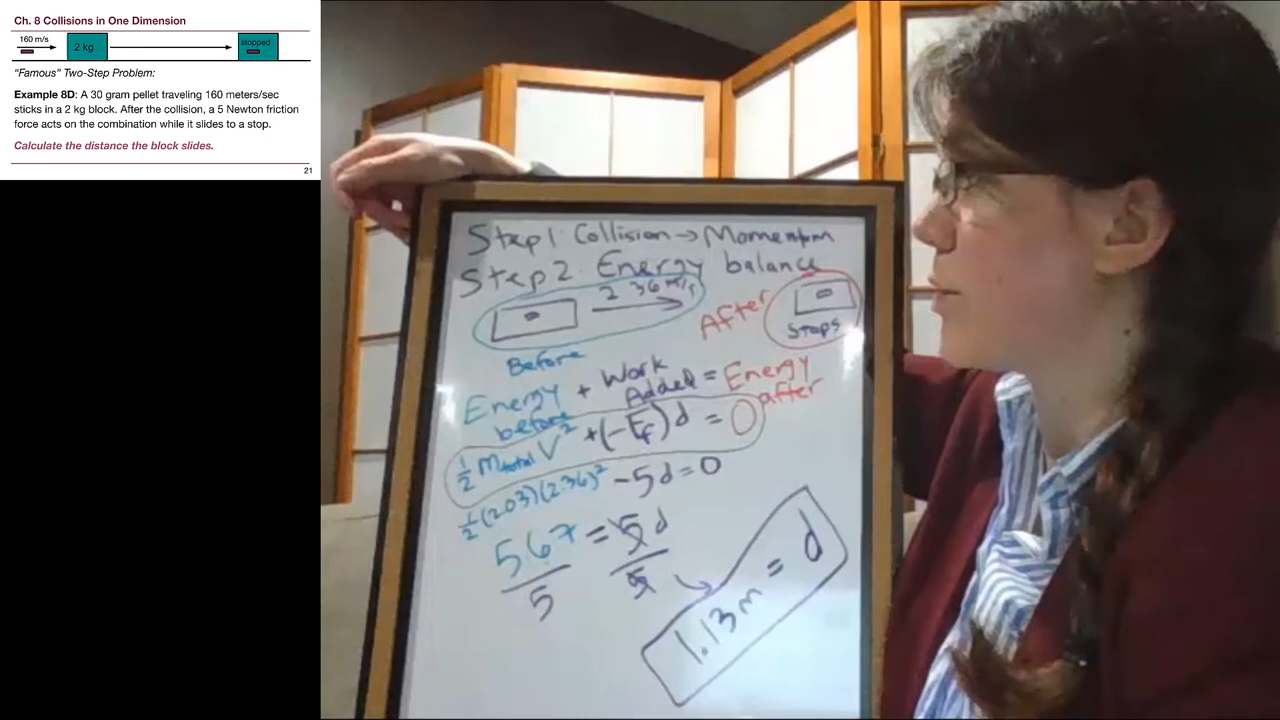 Ch. 8 Collisions in One Dimension
160 m/s
2 kg
stopped
"Famous" Two-Step Problem:
Example 8D: A 30 gram pellet traveling 160 meters/sec
sticks in a 2 kg block. After the collision, a 5 Newton friction
force acts on the combination while it slides to a stop.
Calculate the distance the block slides.
21
Step 1: Collision → Momentum
Step 2: Energy balance
2.36 m/s
After
Stops
Before
Energy before + Work Added = Energy after
½ m total V² + (-F_f) d = 0
½ (2.03)(2.36)² - 5d = 0
5.67 = 5d
5 5
1.13 m = d